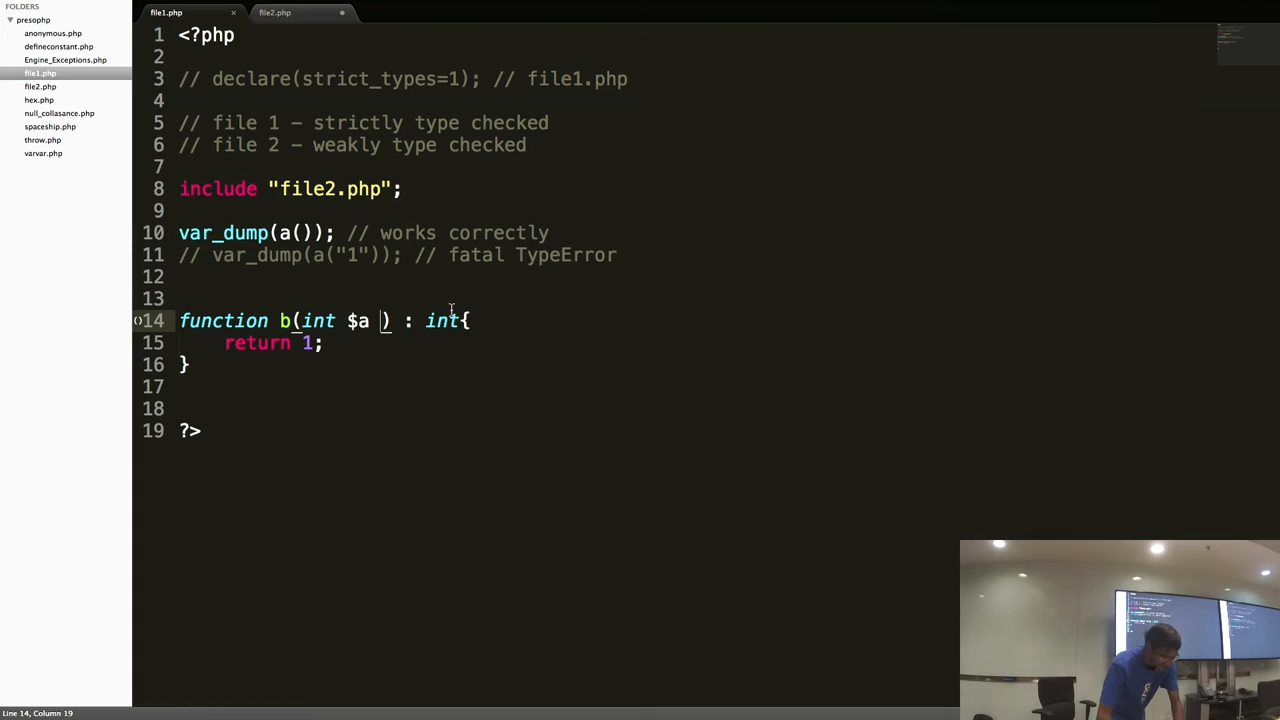 FOLDERS
presophp
anonymous.php
defineconstant.php
Engine_Exceptions.php
file1.php
file2.php
hex.php
null_collasance.php
spaceship.php
throw.php
varvar.php
file1.php × file2.php
1 <?php
2
3 // declare(strict_types=1); // file1.php
4
5 // file 1 - strictly type checked
6 // file 2 - weakly type checked
7
8 include "file2.php";
9
10 var_dump(a()); // works correctly
11 // var_dump(a("1")); // fatal TypeError
12
13
14 function b(int $a ) : int{
15 return 1;
16 }
17
18
19 ?>
Line 14, Column 19